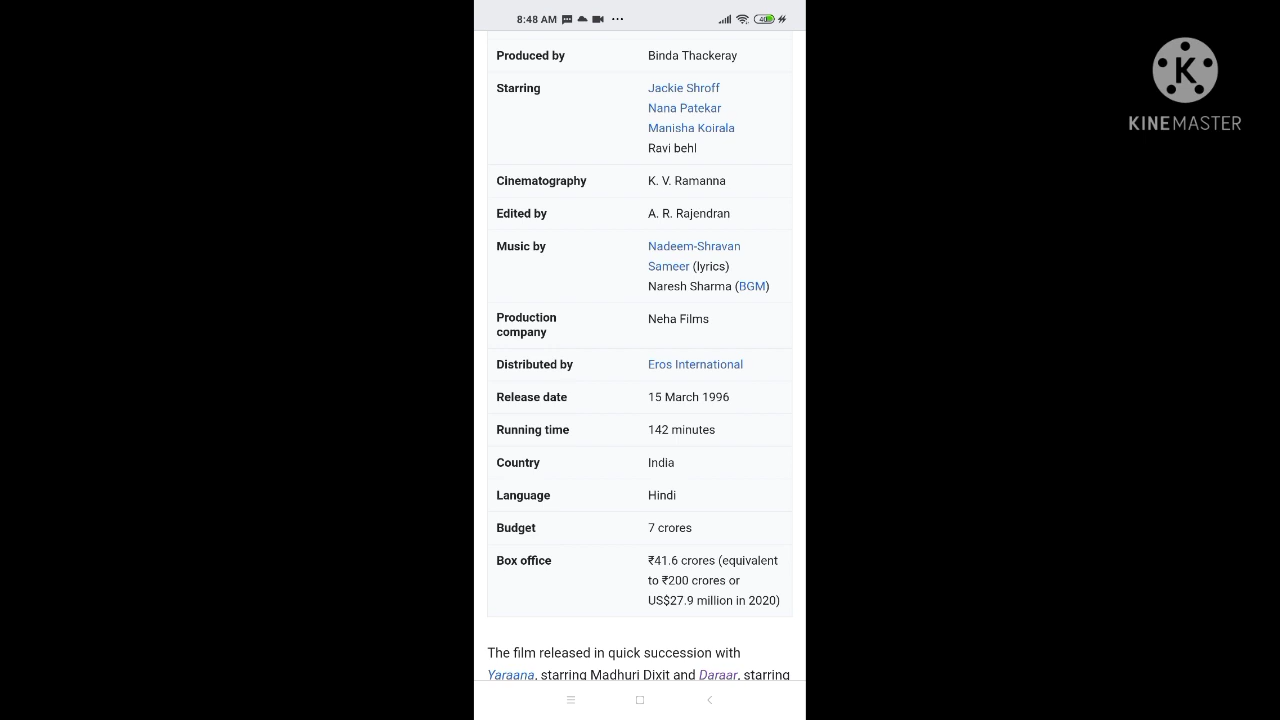 8:48 AM
40
Produced by Binda Thackeray
Starring Jackie Shroff
Nana Patekar
Manisha Koirala
Ravi behl
Cinematography K. V. Ramanna
Edited by A. R. Rajendran
Music by Nadeem-Shravan
Sameer (lyrics)
Naresh Sharma (BGM)
Production
company
Neha Films
Distributed by Eros International
Release date 15 March 1996
Running time 142 minutes
Country India
Language Hindi
Budget 7 crores
Box office ₹41.6 crores (equivalent
to ₹200 crores or
US$27.9 million in 2020)
The film released in quick succession with
Yaraana, starring Madhuri Dixit and Daraar, starring
K
KINEMASTER